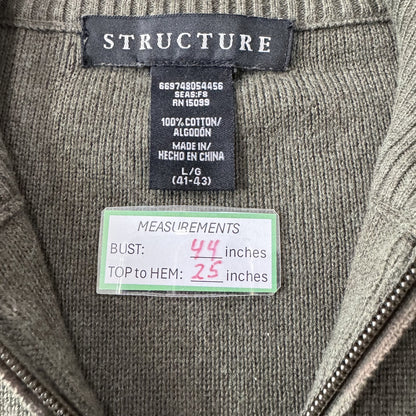 STRUCTURE
669748054456
SEAS:F8
RN 15099
100% COTTON/
ALGODÓN
MADE IN/
HECHO EN CHINA
L/G
(41-43)
MEASUREMENTS
BUST: 44 inches
TOP to HEM: 25 inches